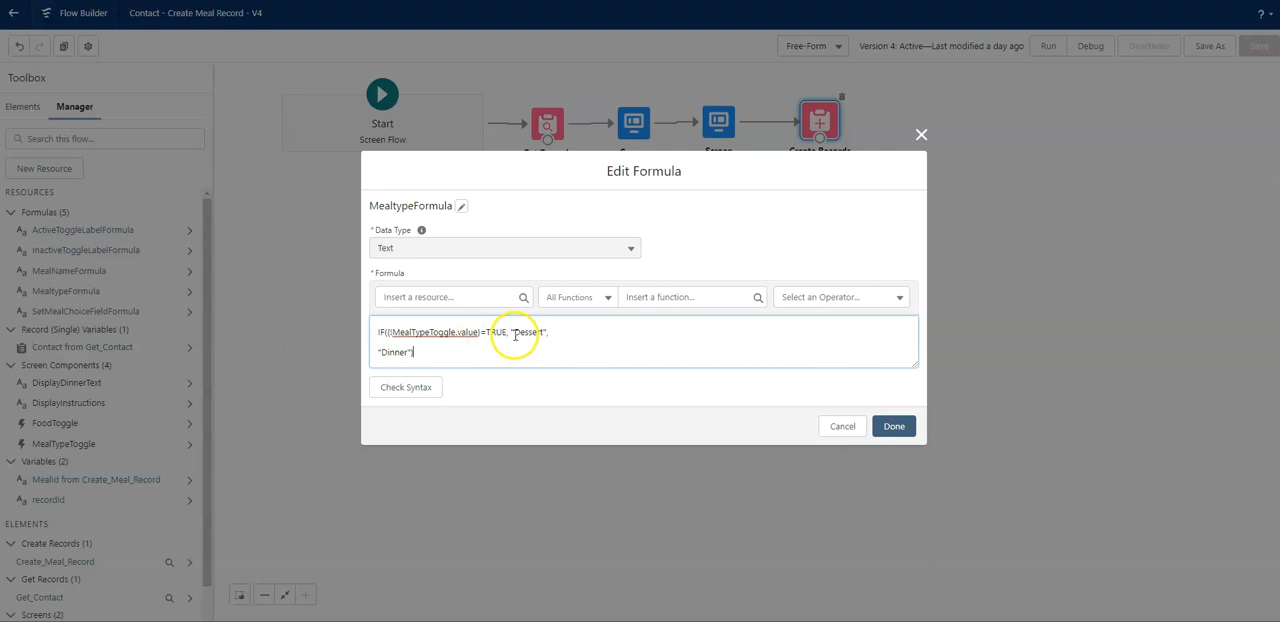 Flow Builder
Contact - Create Meal Record - V4
?
Free-Form
Version 4: Active—Last modified a day ago
Run
Debug
Deactivate
Save As
Save
Toolbox
Elements
Manager
Search this flow...
New Resource
RESOURCES
Formulas (5)
ActiveToggleLabelFormula
InactiveToggleLabelFormula
MealNameFormula
MealtypeFormula
SetMealChoiceFieldFormula
Record (Single) Variables (1)
Contact from Get_Contact
Screen Components (4)
DisplayDinnerText
DisplayInstructions
FoodToggle
MealTypeToggle
Variables (2)
MealId from Create_Meal_Record
recordId
ELEMENTS
Create Records (1)
Create_Meal_Record
Get Records (1)
Get_Contact
Screens (2)
Start
Screen Flow
Edit Formula
MealtypeFormula
* Data Type
Text
* Formula
Insert a resource...
All Functions
Insert a function...
Select an Operator...
IF({!MealTypeToggle.value}=TRUE, "Dessert",
"Dinner")
Check Syntax
Cancel
Done